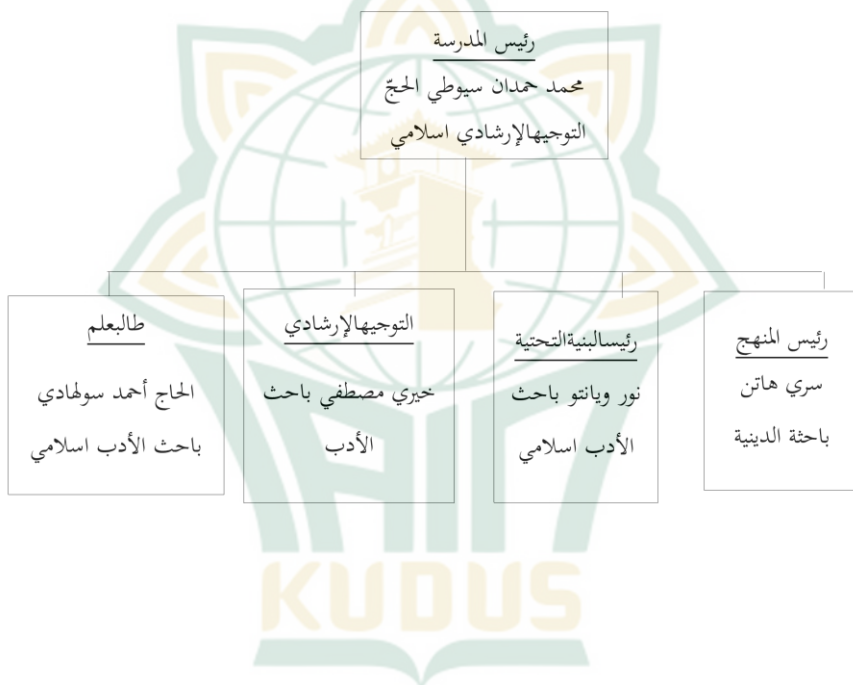 رئيس المدرسة
محمد حمدان سيوطي الحجّ
التوجيهالإرشادي اسلامي
رئيس المنهج
سري هاتن
باحثة الدينية
رئيسالبنيةالتحتية
نور ويانتو باحث
الأدب اسلامي
التوجيهالإرشادي
خيري مصطفي باحث
الأدب
طالبعلم
الحاج أحمد سولهادي
باحث الأدب اسلامي
KUDUS